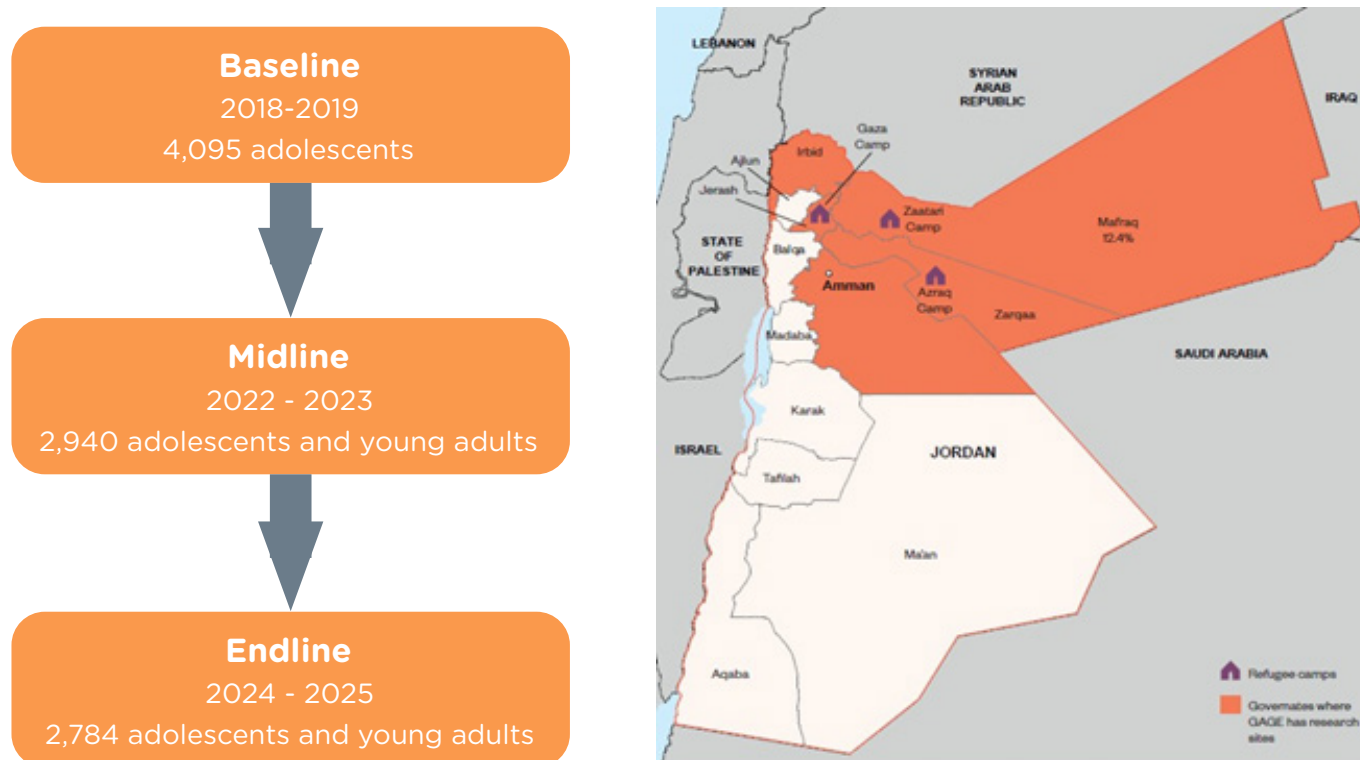 Baseline
2018-2019
4,095 adolescents
Midline
2022 - 2023
2,940 adolescents and young adults
Endline
2024 - 2025
2,784 adolescents and young adults
LEBANON
SYRIAN
ARAB
REPUBLIC
IRAQ
Gaza
Camp
Irbid
Ajlun
Jerash
Zaatari
Camp
Mafraq
12.4%
STATE
OF
PALESTINE
Balqa
Amman
Azraq
Camp
Zarqaa
Madaba
SAUDI ARABIA
Karak
ISRAEL
JORDAN
Tafilah
Ma'an
Aqaba
Refugee camps
Governates where
GAGE has research
sites